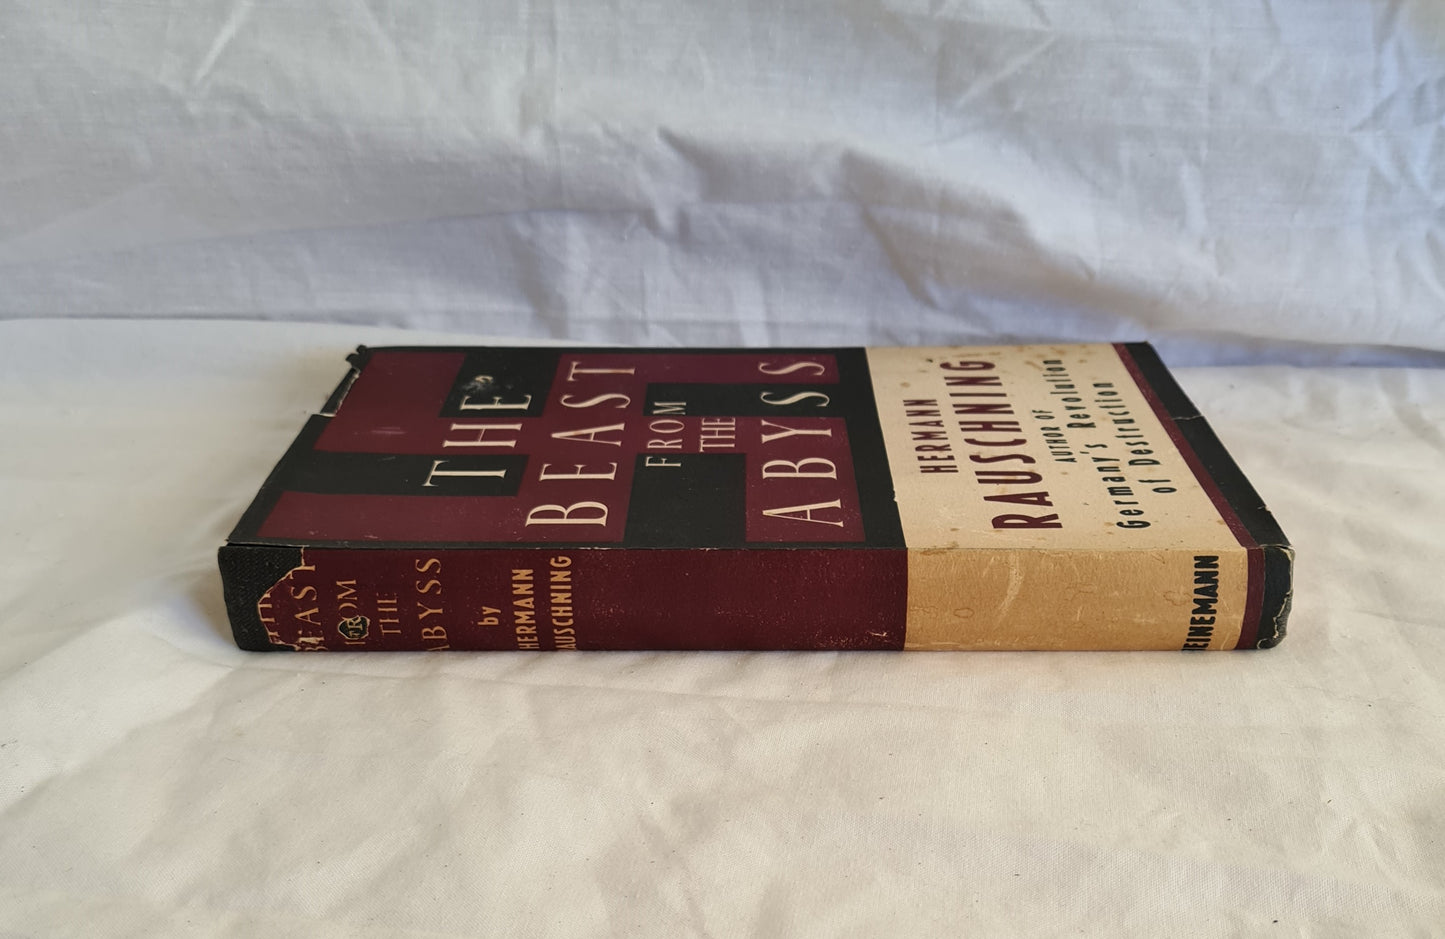 THE
BEAST
FROM
THE
ABYSS
HERMANN
RAUSCHNING
AUTHOR OF
Germany's Revolution
of Destruction
BEAST
FROM
THE
ABYSS
by
HERMANN
RAUSCHNING
HEINEMANN